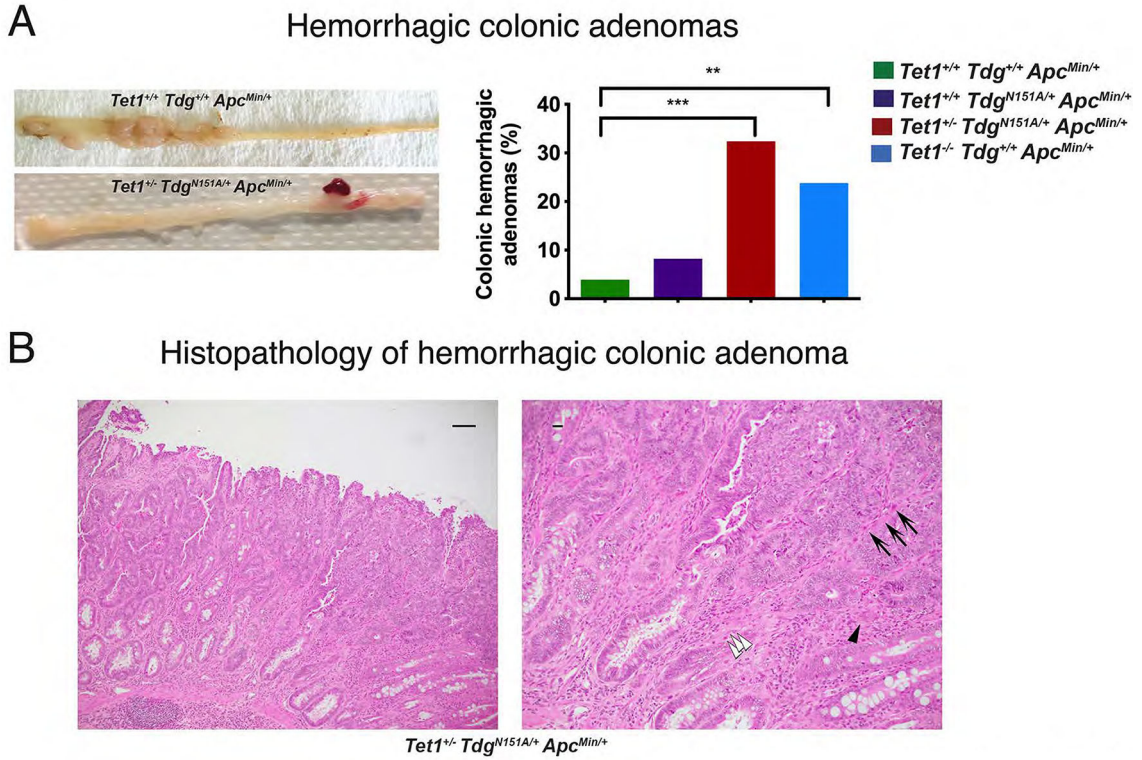 A
Hemorrhagic colonic adenomas
Tet1+/+ Tdg+/+ ApcMin/+
Tet1+/- TdgN151A/+ ApcMin/+
Colonic hemorrhagic
adenomas (%)
40
30
20
10
0
**
***
Tet1+/+ Tdg+/+ ApcMin/+
Tet1+/+ TdgN151A/+ ApcMin/+
Tet1+/- TdgN151A/+ ApcMin/+
Tet1-/- Tdg+/+ ApcMin/+
B
Histopathology of hemorrhagic colonic adenoma
Tet1+/- TdgN151A/+ ApcMin/+